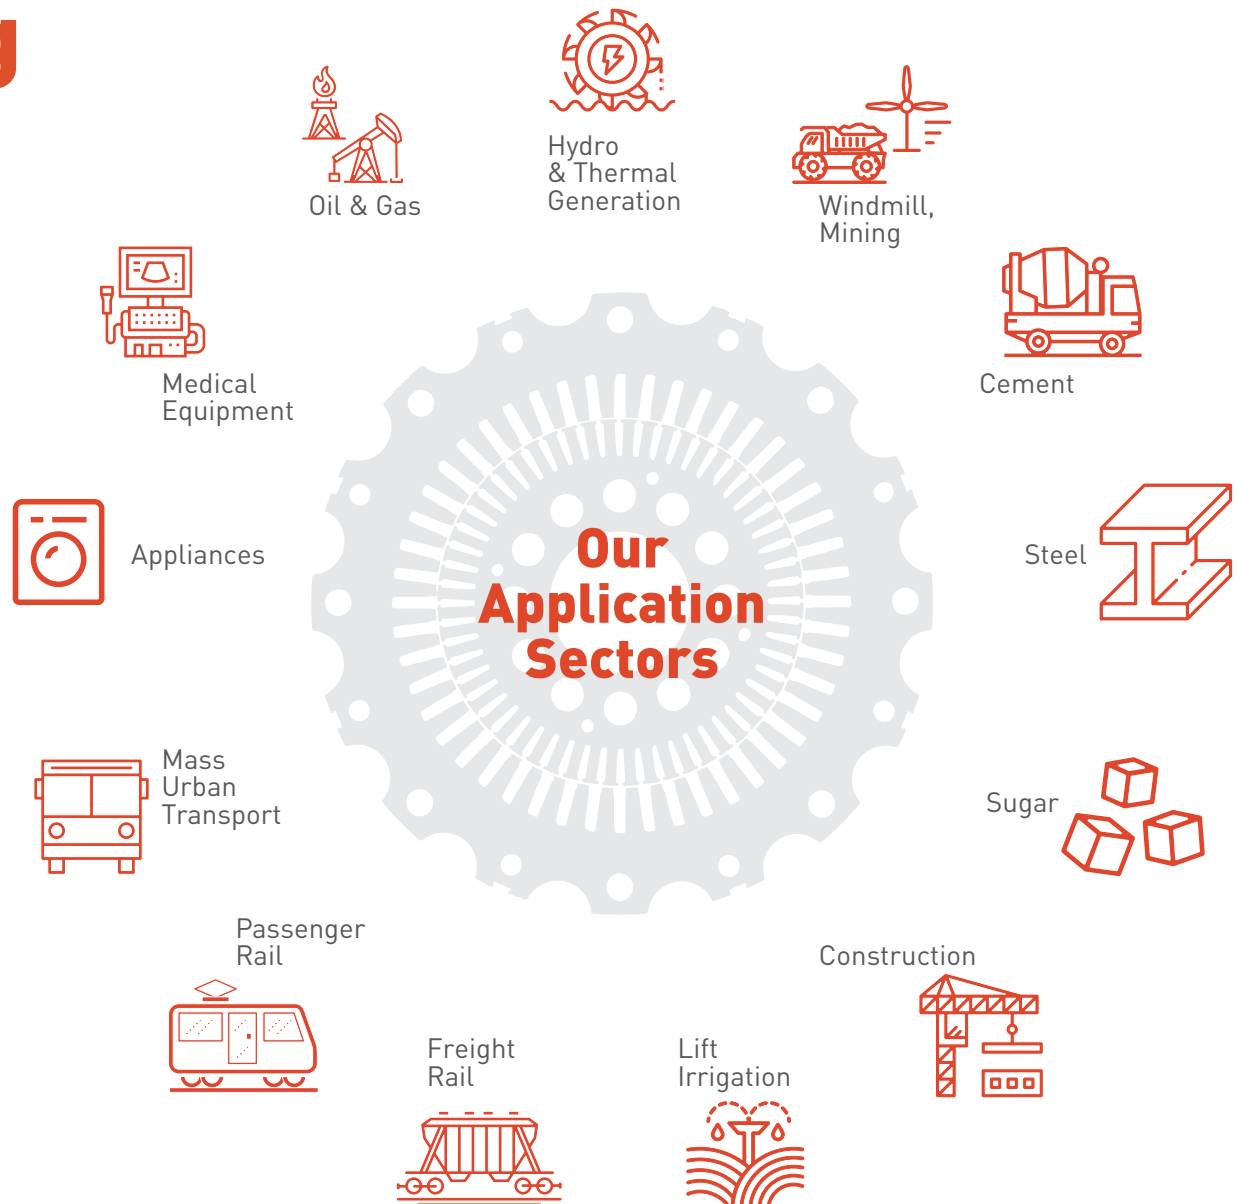 g
Hydro
& Thermal
Generation
Oil & Gas
Windmill,
Mining
Medical
Equipment
Cement
Appliances
Our
Application
Sectors
Steel
Mass
Urban
Transport
Sugar
Passenger
Rail
Construction
Freight
Rail
Lift
Irrigation